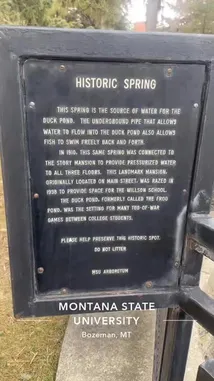 HISTORIC SPRING
THIS SPRING IS THE SOURCE OF WATER FOR THE
DUCK POND. THE UNDERGROUND PIPE THAT ALLOWS
WATER TO FLOW INTO THE DUCK POND ALSO ALLOWS
FISH TO SWIM FREELY BACK AND FORTH.
IN 1910, THIS SAME SPRING WAS CONNECTED TO
THE STORY MANSION TO PROVIDE PRESSURIZED WATER
TO ALL THREE FLOORS. THIS LANDMARK MANSION,
ORIGINALLY LOCATED ON MAIN STREET, WAS RAZED IN
1938 TO PROVIDE SPACE FOR THE WILLSON SCHOOL.
THE DUCK POND, FORMERLY CALLED THE FROG
POND, WAS THE SETTING FOR MANY TUG-OF-WAR
GAMES BETWEEN COLLEGE STUDENTS.
PLEASE HELP PRESERVE THIS HISTORIC SPOT.
DO NOT LITTER.
MSU ARBORETUM
MONTANA STATE
UNIVERSITY
Bozeman, MT